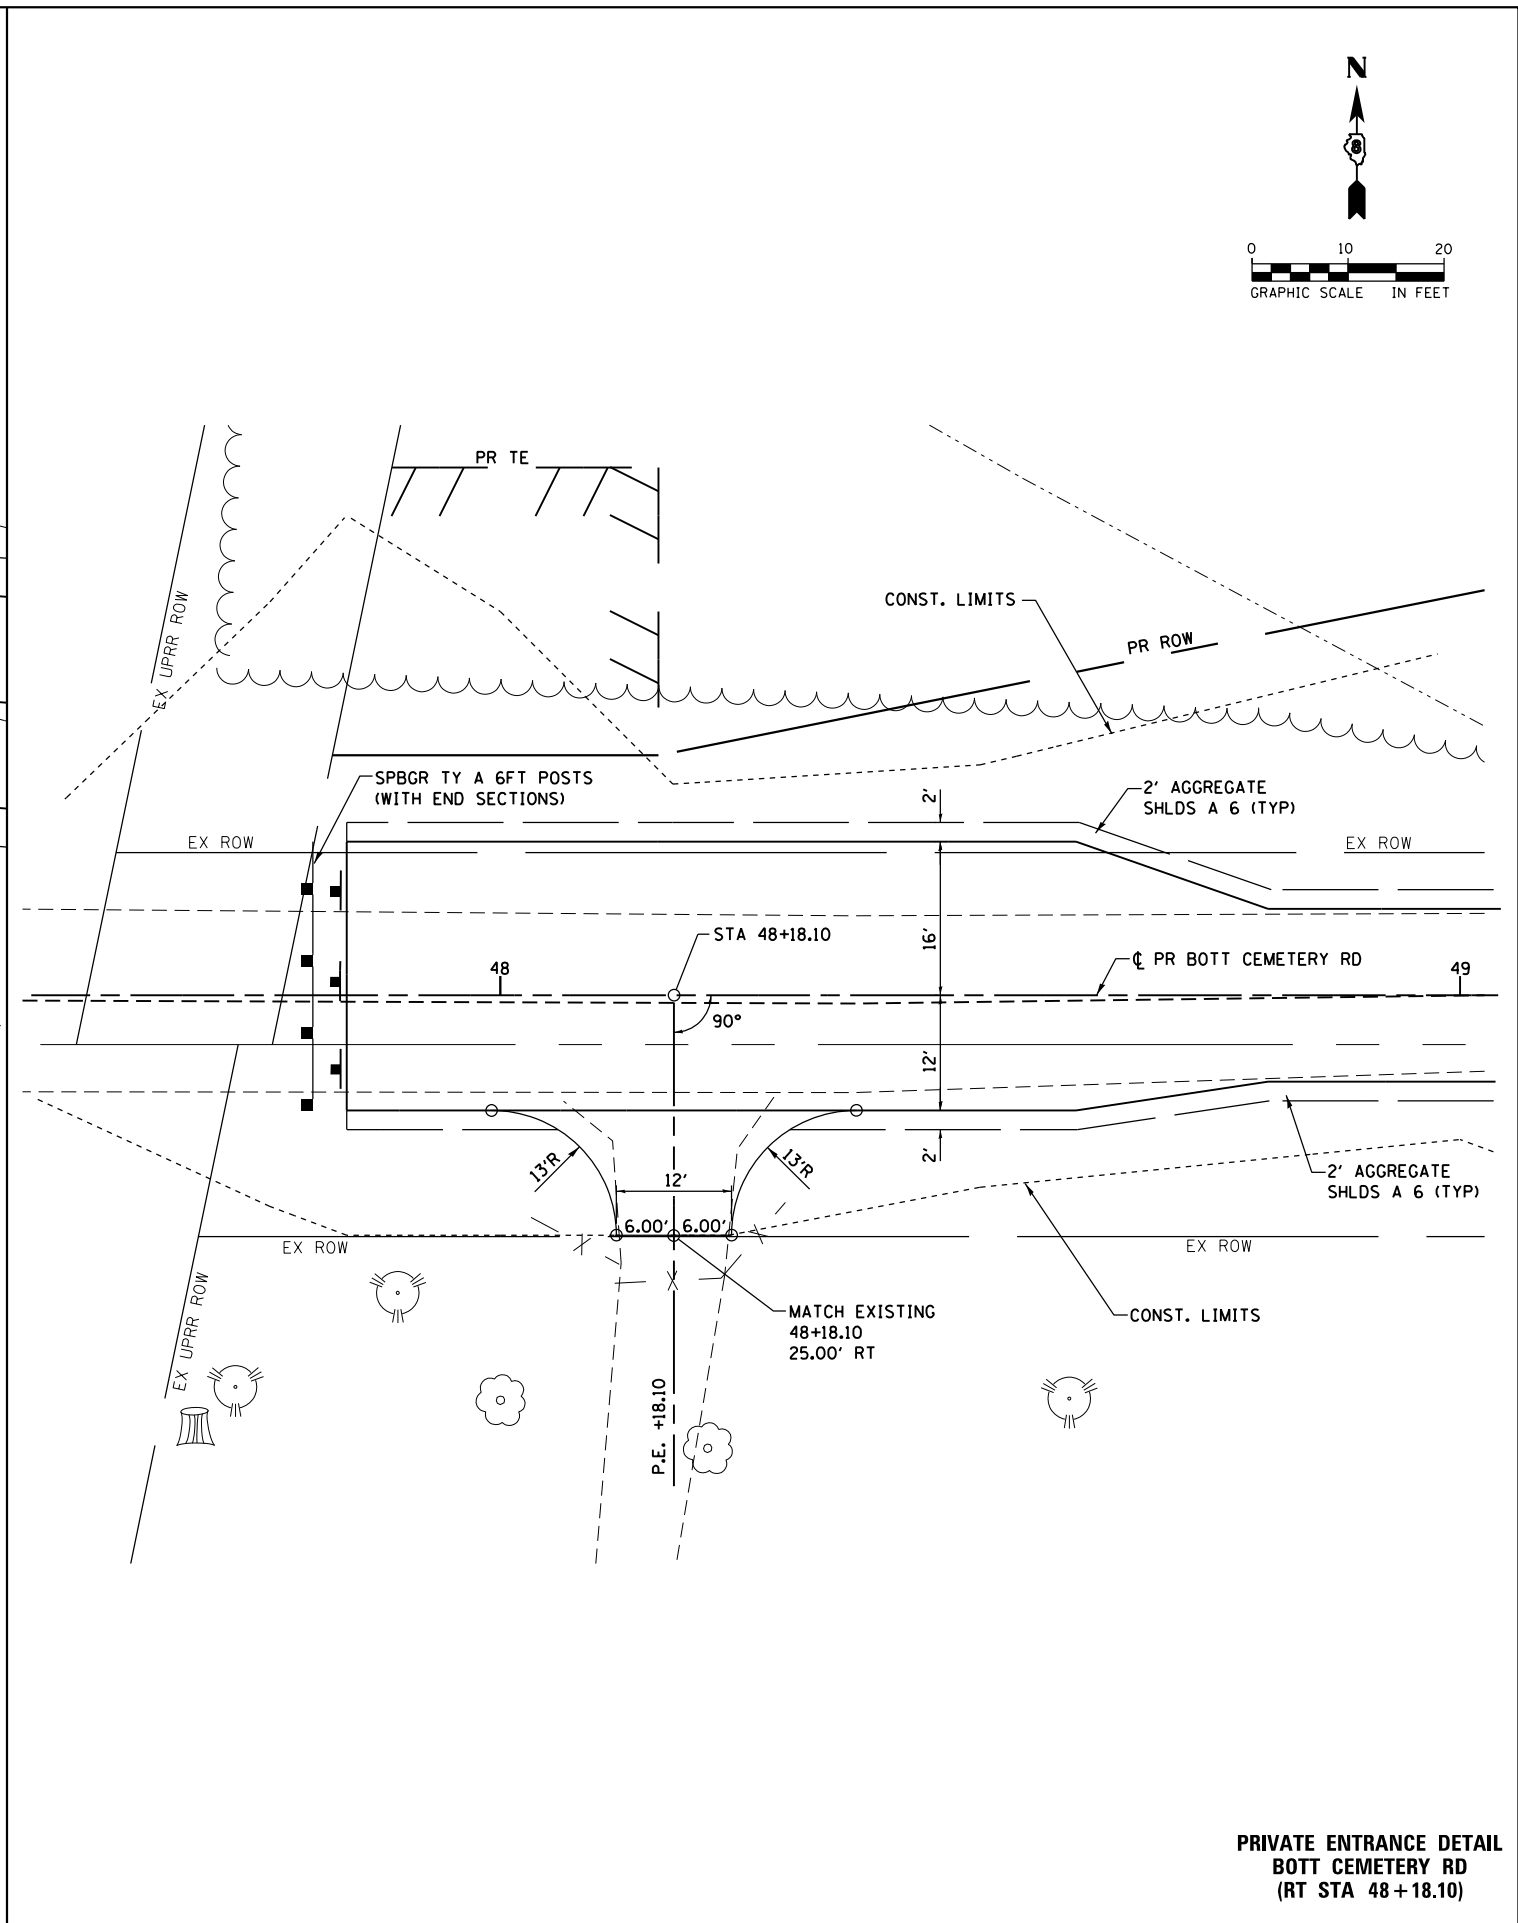 N
8
0 10 20
GRAPHIC SCALE IN FEET
PR TE
EX UPRR ROW
CONST. LIMITS
PR ROW
SPBGR TY A 6FT POSTS
(WITH END SECTIONS)
2' AGGREGATE
SHLDS A 6 (TYP)
2'
EX ROW
EX ROW
16'
STA 48+18.10
48
℄ PR BOTT CEMETERY RD
49
90°
12'
13'R
13'R
2'
12'
2' AGGREGATE
SHLDS A 6 (TYP)
6.00' 6.00'
EX ROW
EX ROW
EX UPRR ROW
MATCH EXISTING
48+18.10
25.00' RT
CONST. LIMITS
P.E. +18.10
PRIVATE ENTRANCE DETAIL
BOTT CEMETERY RD
(RT STA 48+18.10)